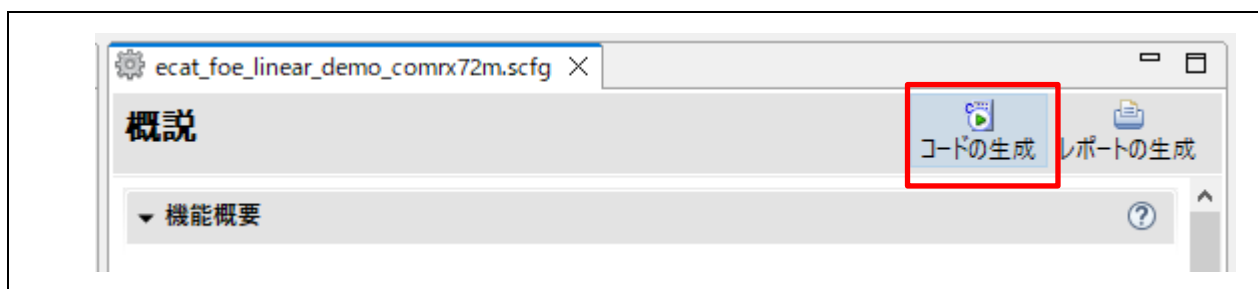 ecat_foe_linear_demo_comrx72m.scfg
概説
コードの生成 レポートの生成
機能概要